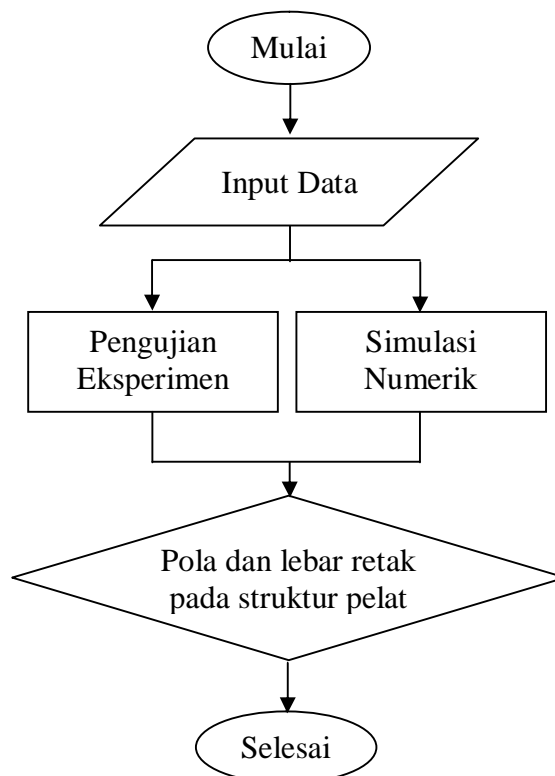 Mulai
Input Data
Pengujian
Eksperimen
Simulasi
Numerik
Pola dan lebar retak
pada struktur pelat
Selesai